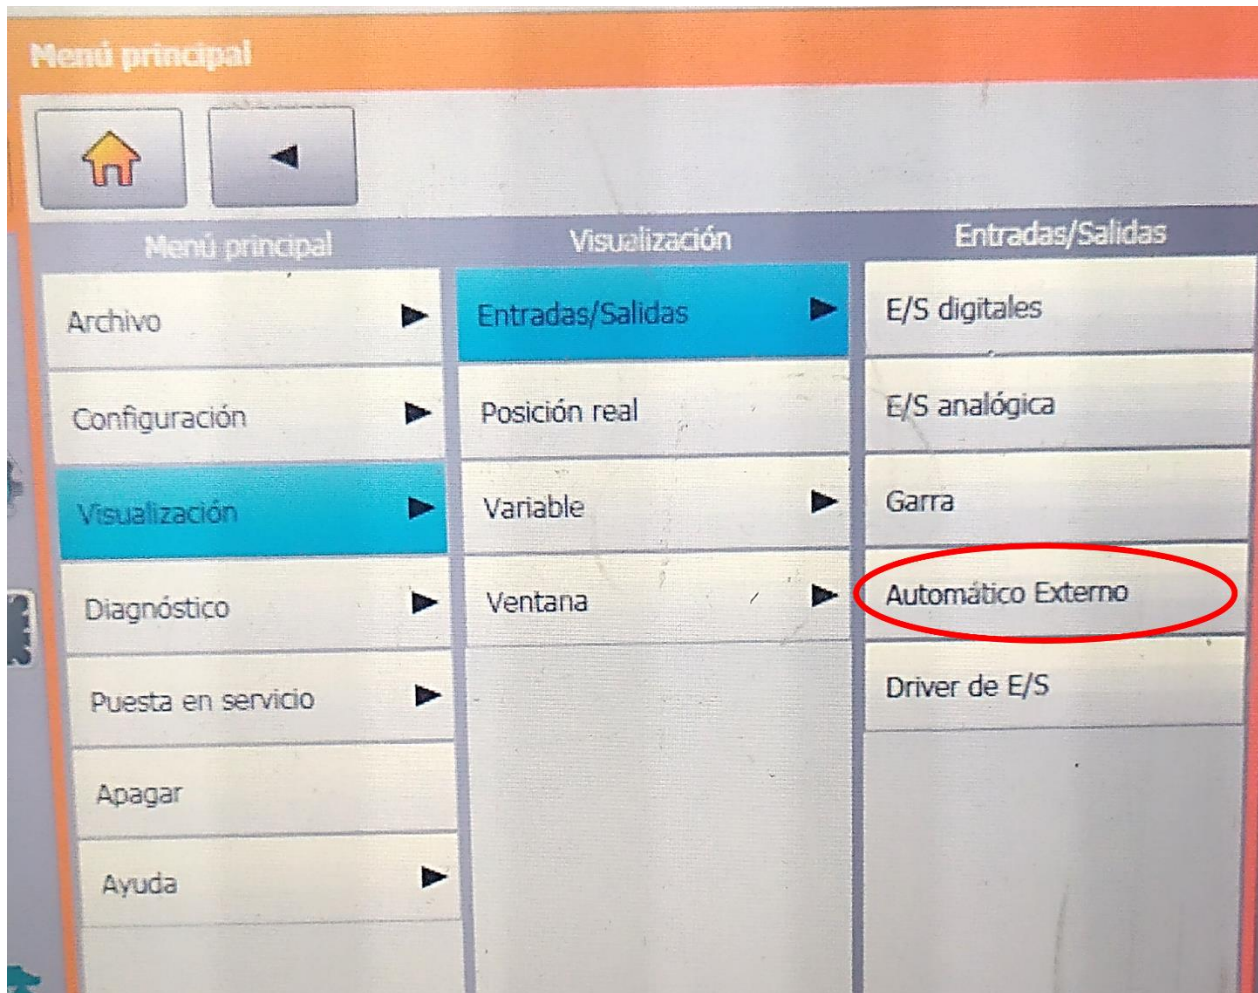 Menú principal
Menú principal
Visualización
Entradas/Salidas
Archivo
Entradas/Salidas
E/S digitales
Configuración
Posición real
E/S analógica
Visualización
Variable
Garra
Diagnóstico
Ventana
Automático Externo
Puesta en servicio
Driver de E/S
Apagar
Ayuda